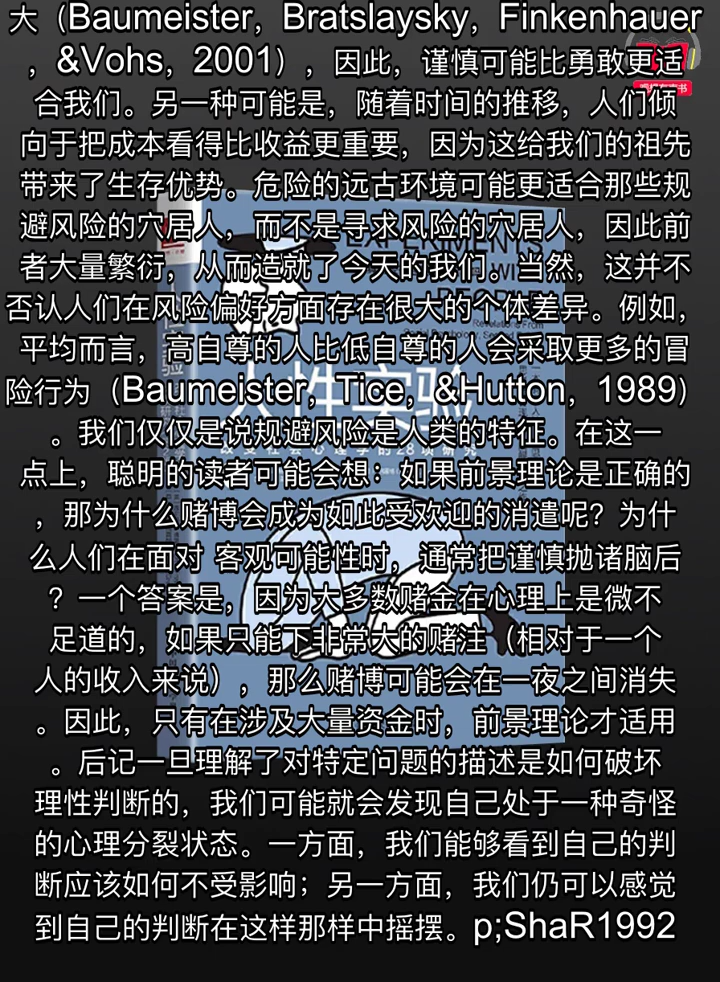 大（Baumeister，Bratslaysky，Finkenhauer
，&Vohs，2001），因此，谨慎可能比勇敢更适
合我们。另一种可能是，随着时间的推移，人们倾
向于把成本看得比收益更重要，因为这给我们的祖先
带来了生存优势。危险的远古环境可能更适合那些规
避风险的穴居人，而不是寻求风险的穴居人，因此前
者大量繁衍，从而造就了今天的我们。当然，这并不
否认人们在风险偏好方面存在很大的个体差异。例如，
平均而言，高自尊的人比低自尊的人会采取更多的冒
险行为（Baumeister，Tice，&Hutton，1989）
。我们仅仅是说规避风险是人类的特征。在这一
点上，聪明的读者可能会想：如果前景理论是正确的
，那为什么赌博会成为如此受欢迎的消遣呢？为什
么人们在面对 客观可能性时，通常把谨慎抛诸脑后
？一个答案是，因为大多数赌金在心理上是微不
足道的，如果只能下非常大的赌注（相对于一个
人的收入来说），那么赌博可能会在一夜之间消失
。因此，只有在涉及大量资金时，前景理论才适用
。后记一旦理解了对特定问题的描述是如何破坏
理性判断的，我们可能就会发现自己处于一种奇怪
的心理分裂状态。一方面，我们能够看到自己的判
断应该如何不受影响；另一方面，我们仍可以感觉
到自己的判断在这样那样中摇摆。p;ShaR1992
EXPERIMENTS
WITH
PEOPLE
人性实验
改变社会心理学的28项研究